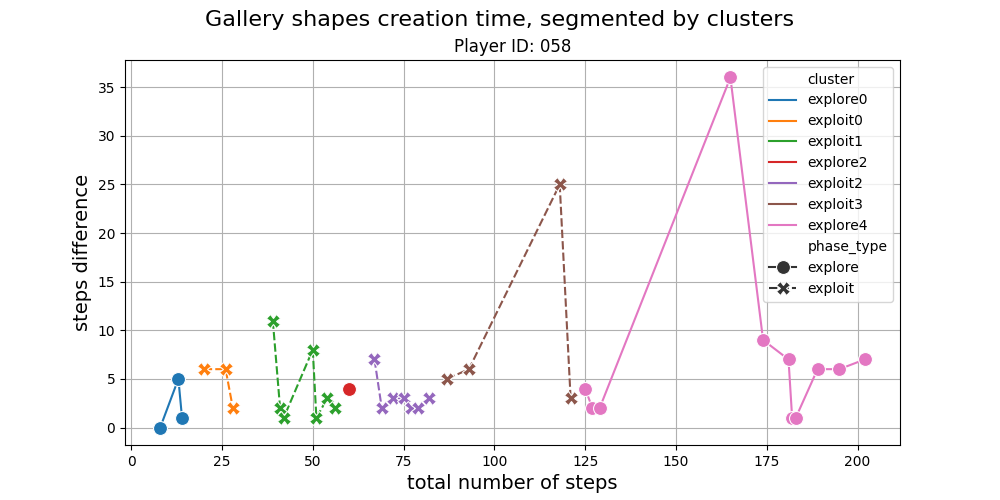 Gallery shapes creation time, segmented by clusters
Player ID: 058
steps difference
35
30
25
20
15
10
5
0
cluster
explore0
exploit0
exploit1
explore2
exploit2
exploit3
explore4
phase_type
explore
exploit
0 25 50 75 100 125 150 175 200
total number of steps